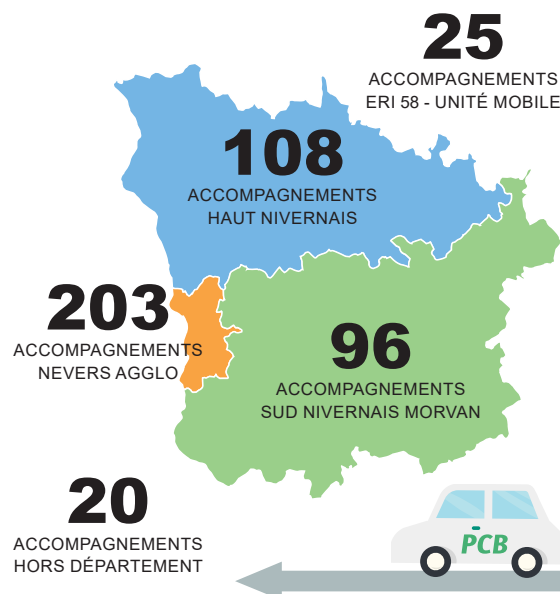 25
ACCOMPAGNEMENTS
ERI 58 - UNITÉ MOBILE
108
ACCOMPAGNEMENTS
HAUT NIVERNAIS
203
ACCOMPAGNEMENTS
NEVERS AGGLO
96
ACCOMPAGNEMENTS
SUD NIVERNAIS MORVAN
20
ACCOMPAGNEMENTS
HORS DÉPARTEMENT
PCB